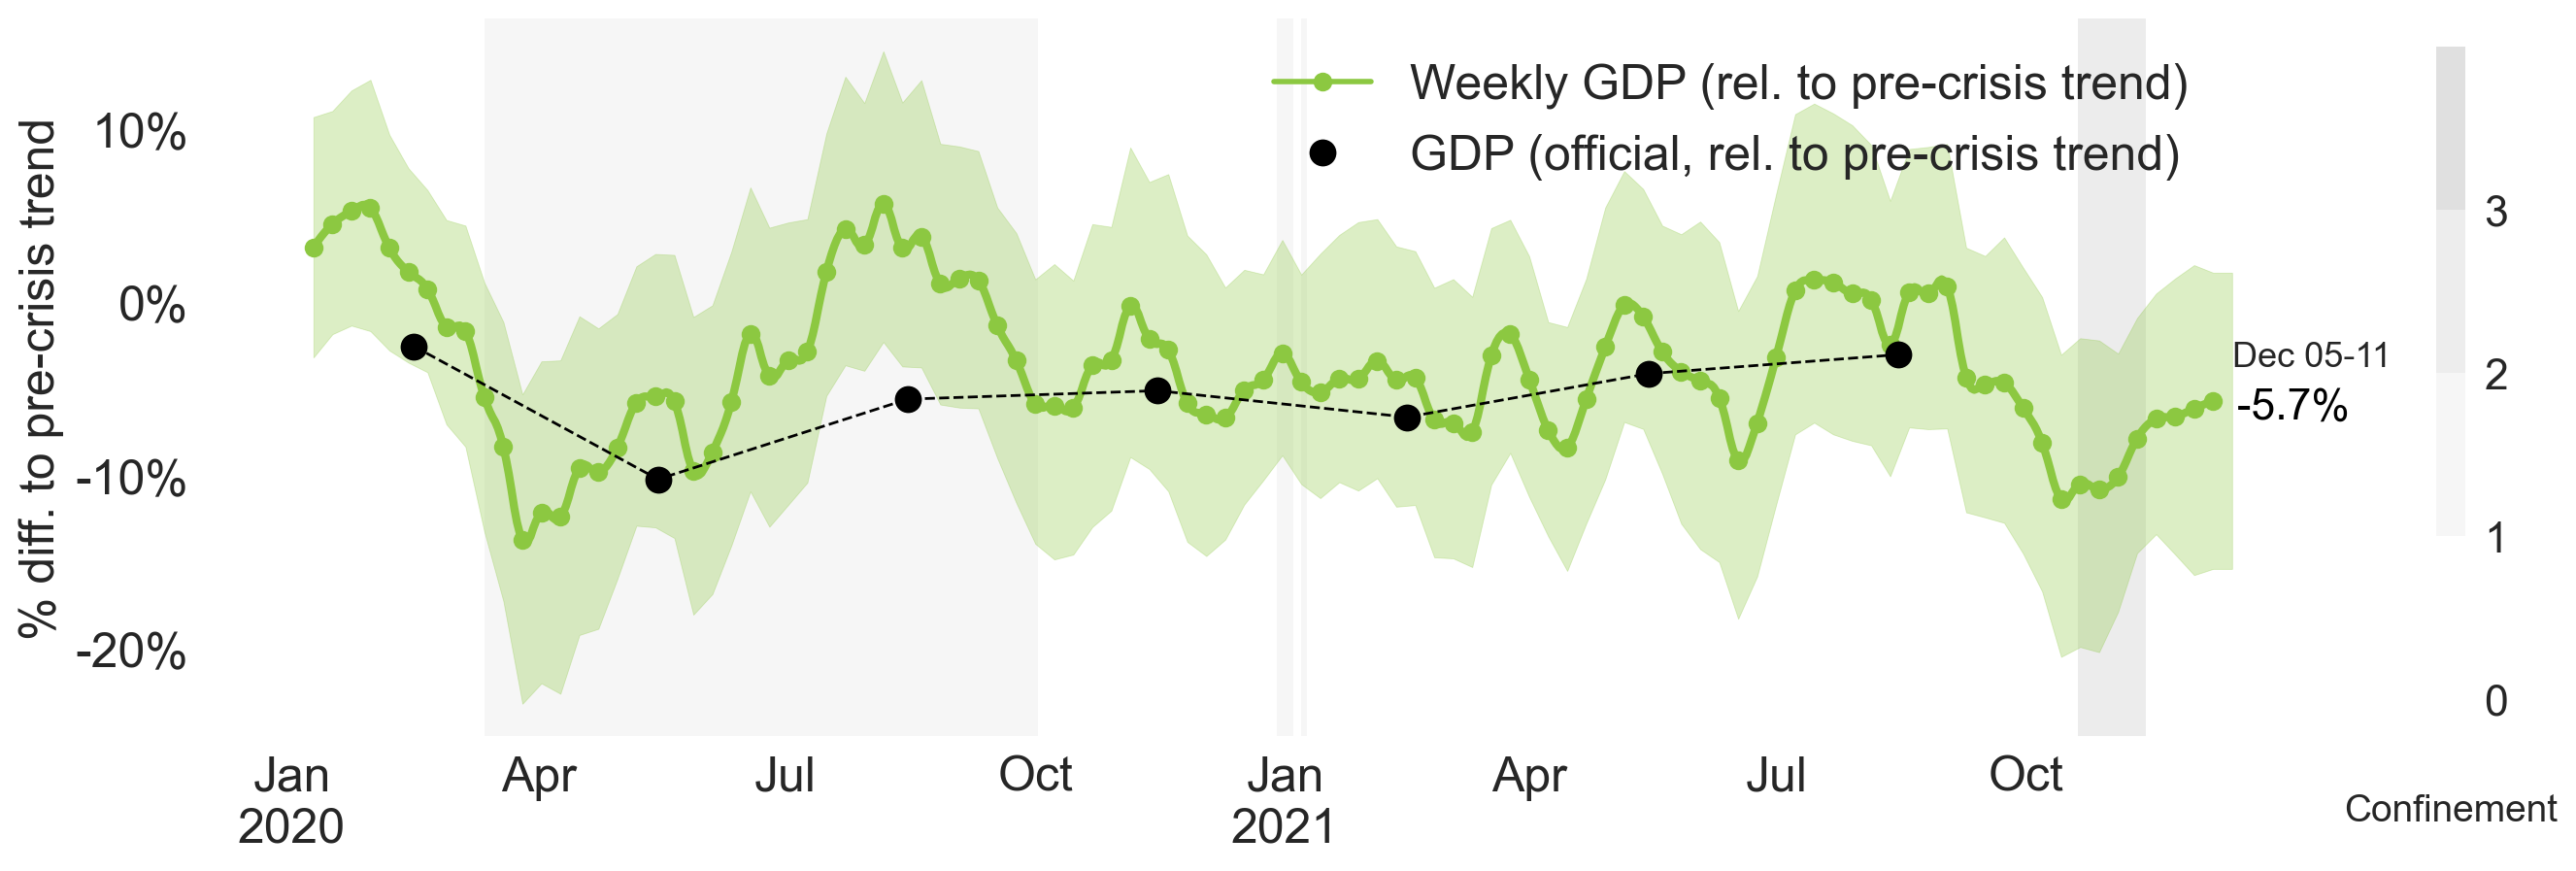 % diff. to pre-crisis trend
10%
0%
-10%
-20%
Weekly GDP (rel. to pre-crisis trend)
GDP (official, rel. to pre-crisis trend)
Dec 05-11
-5.7%
3
2
1
0
Confinement
Jan Apr Jul Oct Jan Apr Jul Oct
2020 2021